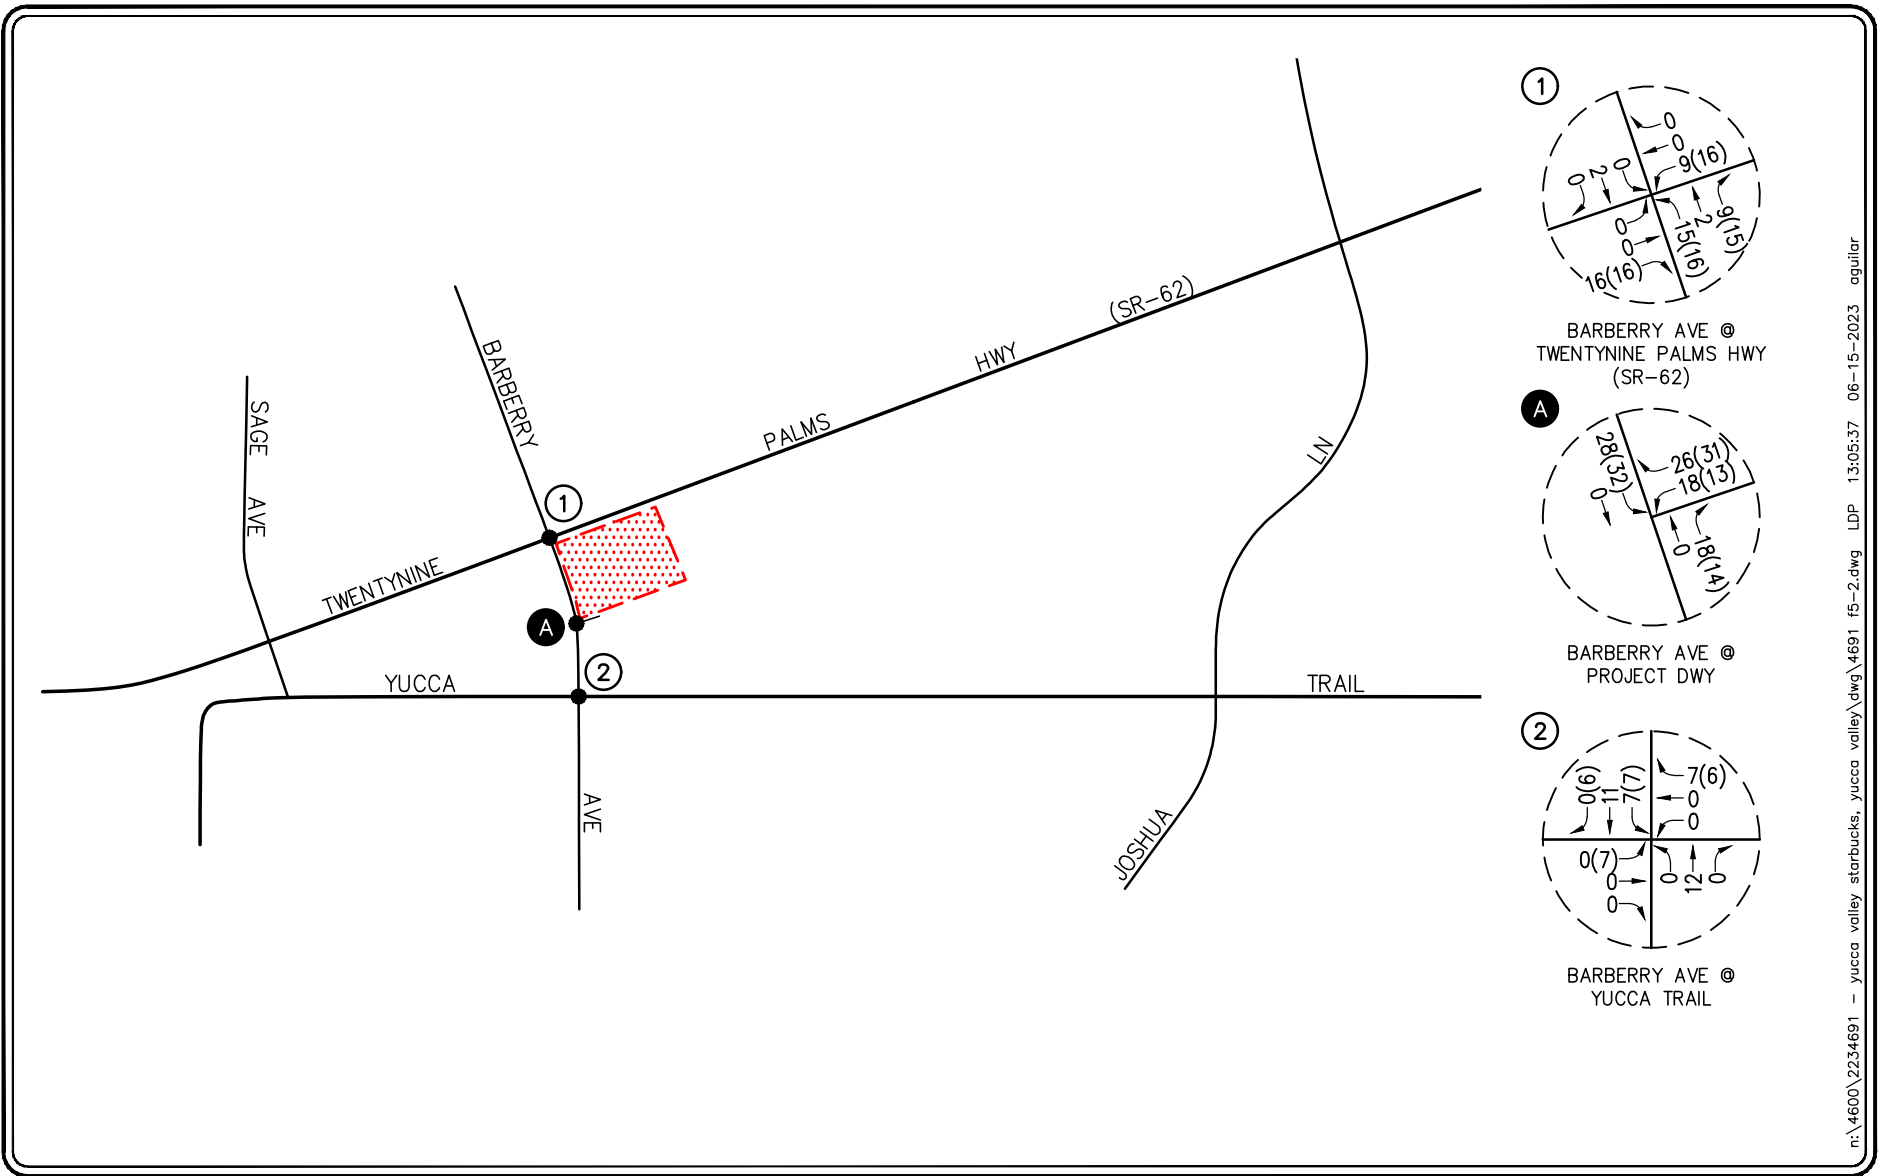 SAGE AVE
BARBERRY
AVE
TWENTYNINE PALMS HWY (SR-62)
YUCCA TRAIL
JOSHUA LN
1
A
2
1
0
0
9(16)
0
2
0
0
0
16(16)
15(16)
2
9(15)
BARBERRY AVE @
TWENTYNINE PALMS HWY
(SR-62)
A
28(32)
0
26(31)
18(13)
0
18(14)
BARBERRY AVE @
PROJECT DWY
2
0(6)
11
7(7)
7(6)
0
0
0(7)
0
0
0
12
0
BARBERRY AVE @
YUCCA TRAIL
n:\4600\2234691 - yucca valley starbucks, yucca valley\dwg\4691 f5-2.dwg LDP 13:05:37 06-15-2023 aguilar